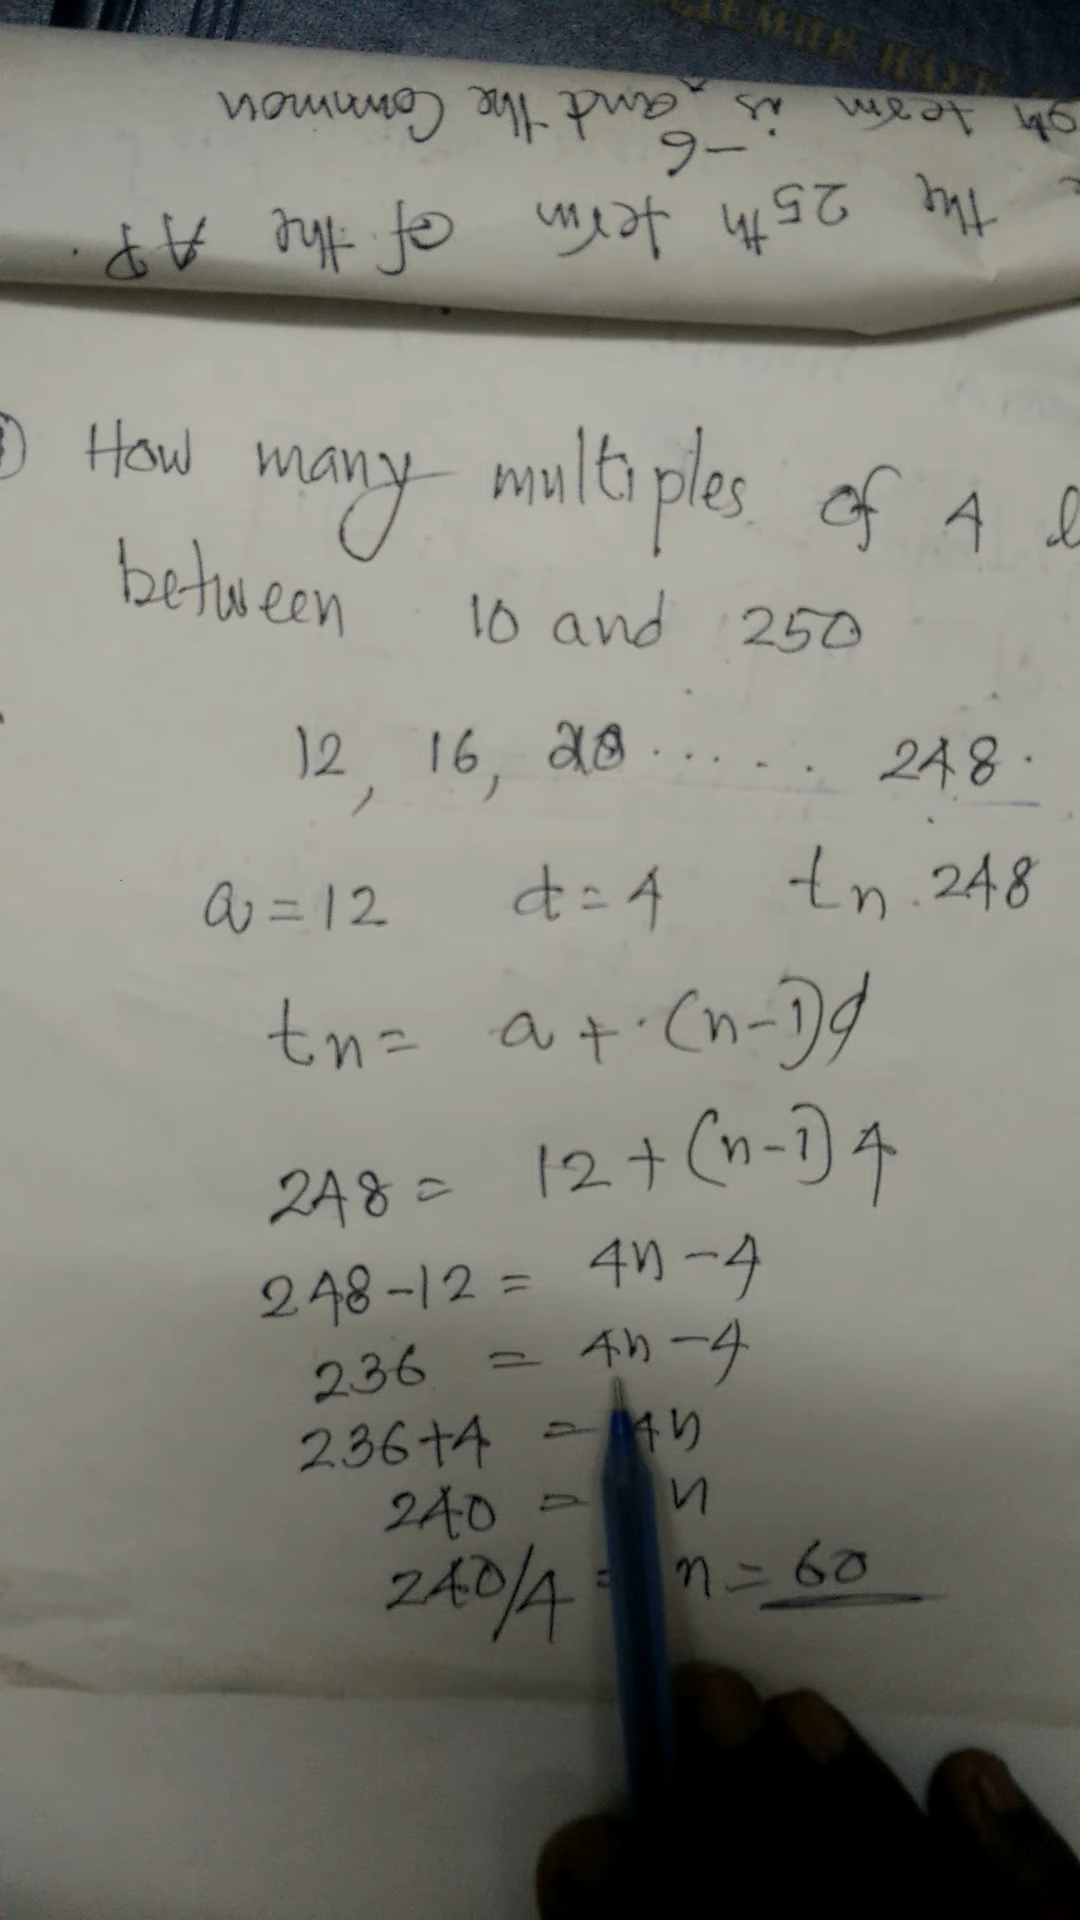 АДЕМИЯ НАУК
term is and the Common
-6
the 25th term of the AP.
How many multiples of 4
between 10 and 250
12, 16, 20 ..... 248.
a = 12 d = 4 tn. 248
tn = a + (n-1)d
248 = 12 + (n-1) 4
248-12 = 4n - 4
236 = 4n - 4
236+4 = 4n
240 = n
240/4 = n = 60